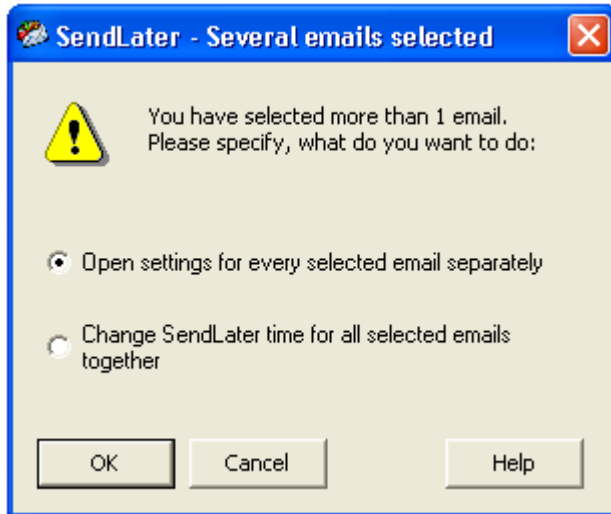 SendLater - Several emails selected
You have selected more than 1 email.
Please specify, what do you want to do:
Open settings for every selected email separately
Change SendLater time for all selected emails
together
OK
Cancel
Help